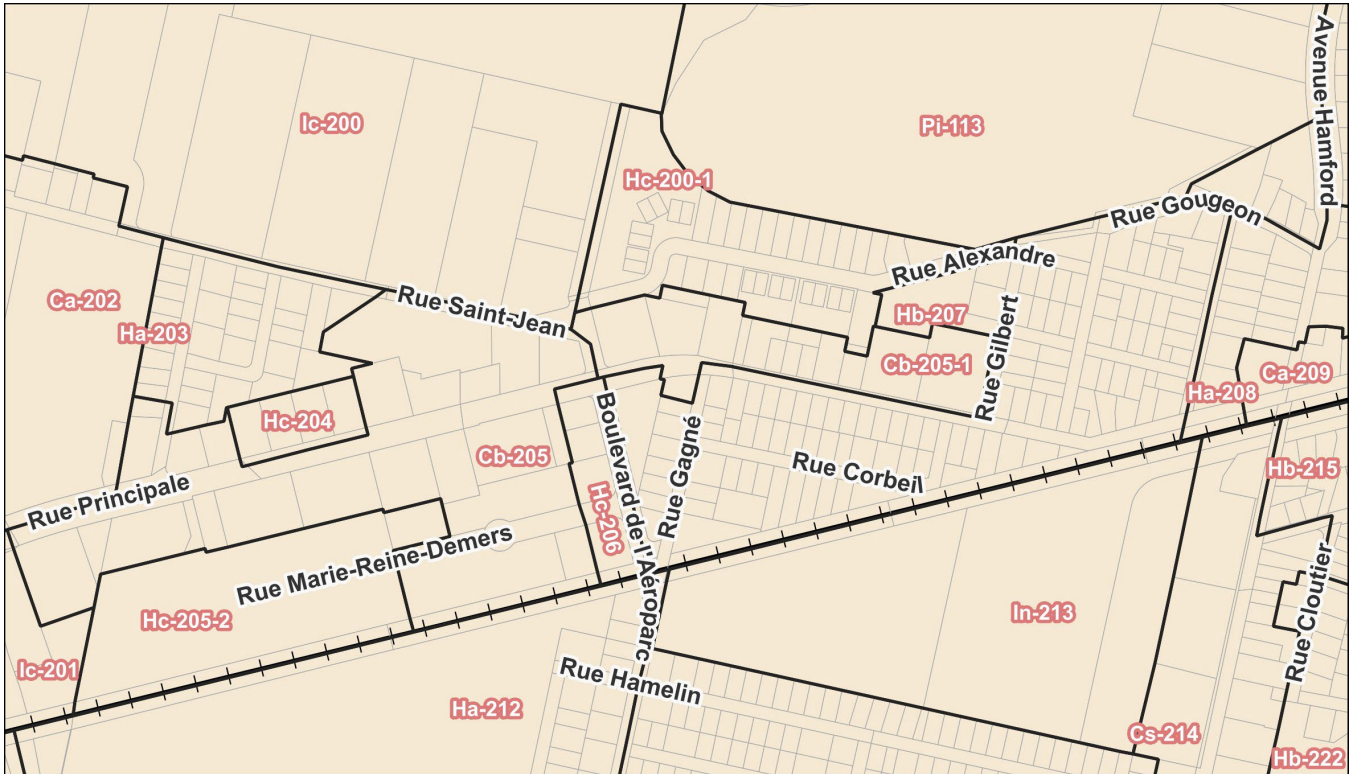 Avenue Hamford
Ic-200
Pi-113
Hc-200-1
Rue Gougeon
Rue Alexandre
Ca-202
Rue Saint-Jean
Hb-207
Ha-203
Rue Gilbert
Cb-205-1
Ca-209
Ha-208
Hc-204
Boulevard de l'Aéroparc
Rue Gagné
Cb-205
Rue Corbeil
Hb-215
Rue Principale
Hc-206
Rue Marie-Reine-Demers
Rue Cloutier
Hc-205-2
In-213
Ic-201
Rue Hamelin
Ha-212
Cs-214
Hb-222